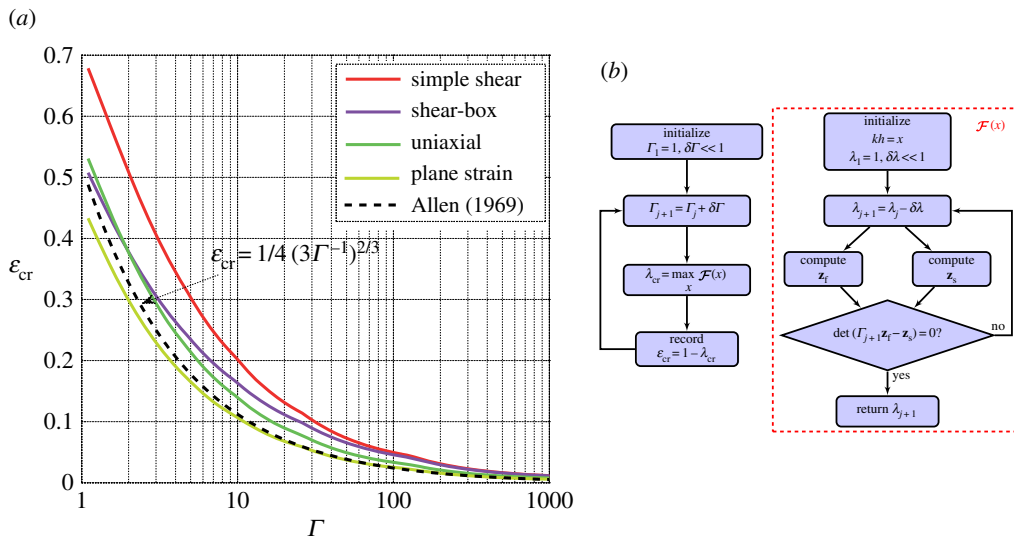 (a)
0.7
0.6
0.5
0.4
0.3
0.2
0.1
0
ε_cr
1
10
100
1000
Γ
simple shear
shear-box
uniaxial
plane strain
Allen (1969)
ε_cr = 1/4 (3Γ⁻¹)^2/3
(b)
initialize
Γ₁ = 1, δΓ << 1
Γ_j+1 = Γ_j + δΓ
λ_cr = max 𝓕(x)
x
record
ε_cr = 1 – λ_cr
𝓕(x)
initialize
kh = x
λ₁ = 1, δλ << 1
λ_j+1 = λ_j – δλ
compute
z_f
compute
z_s
det (Γ_j+1 z_f – z_s) = 0?
no
yes
return λ_j+1